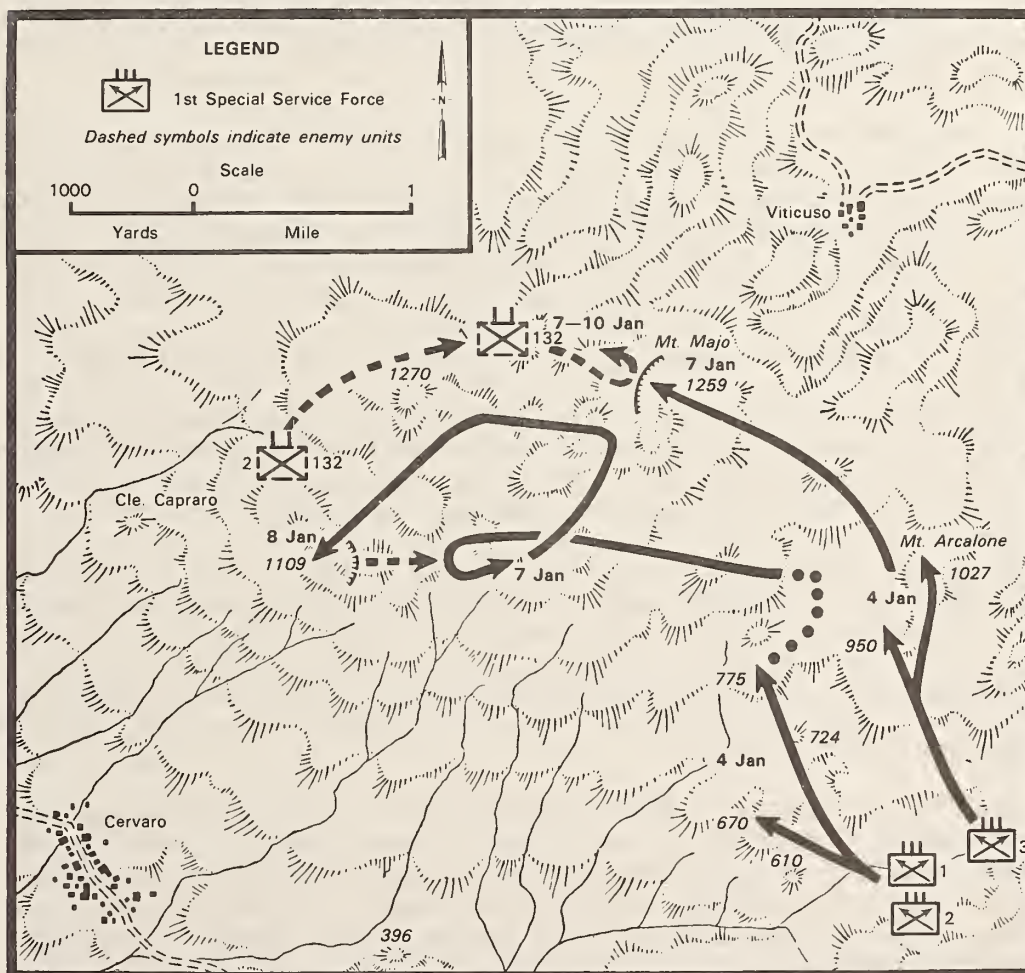 LEGEND
1st Special Service Force
Dashed symbols indicate enemy units
Scale
1000 0 1
Yards Mile
N
Viticuso
132
7–10 Jan
Mt. Majo
7 Jan
1259
1270
2 132
Cle. Capraro
8 Jan
1109
7 Jan
Mt. Arcalone
1027
4 Jan
950
775
724
4 Jan
670
610
Cervaro
396
1
2
3